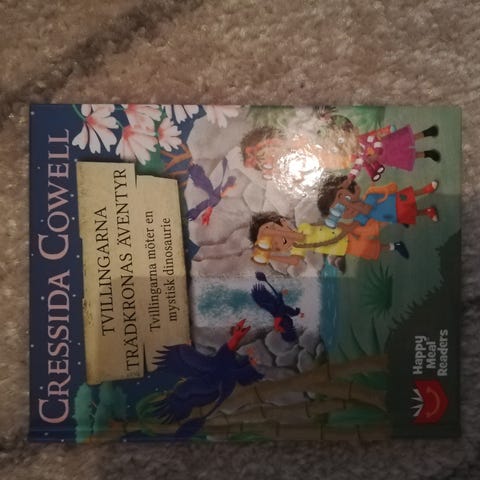 CRESSIDA COWELL
TVILLINGARNA
TRÄDKRONAS ÄVENTYR
Tvillingarna möter en
mystisk dinosaurie
Happy
Meal
Readers